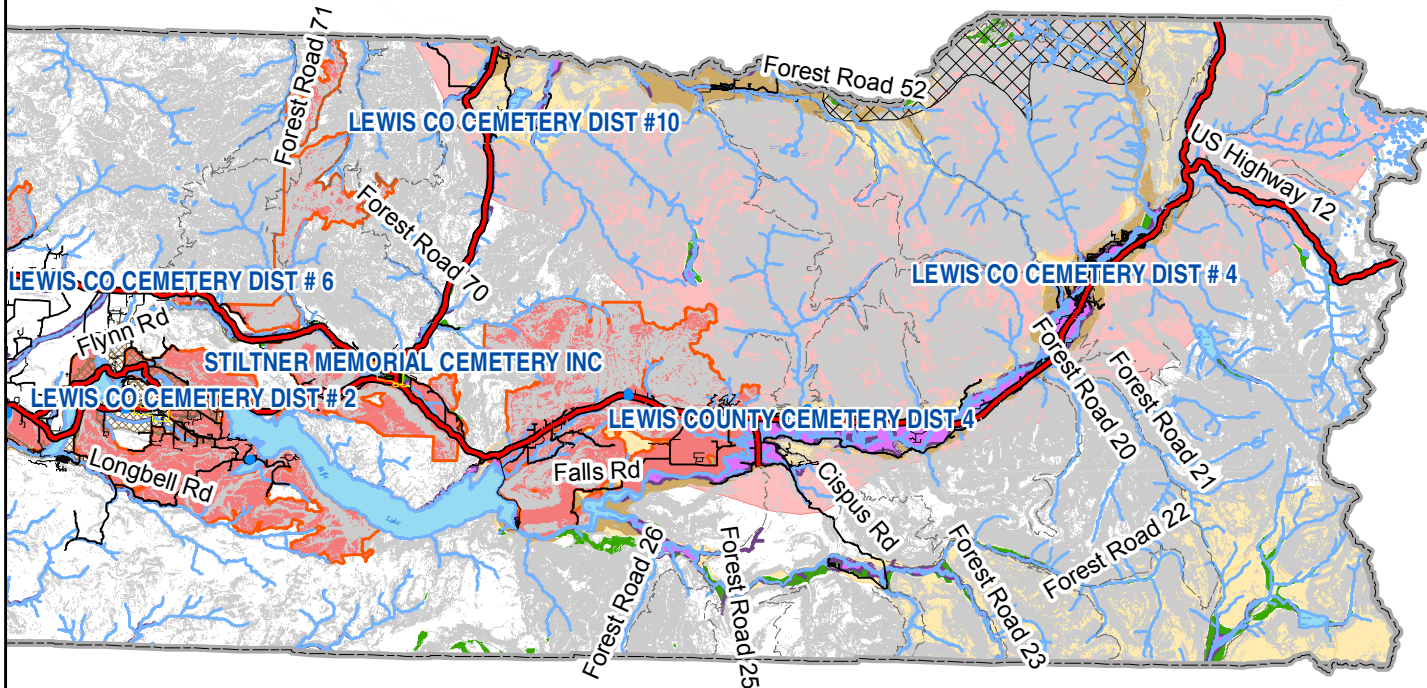 Forest Road 71
Forest Road 52
LEWIS CO CEMETERY DIST #10
US Highway 12
Forest Road 70
LEWIS CO CEMETERY DIST # 6
LEWIS CO CEMETERY DIST # 4
Flynn Rd
STILTNER MEMORIAL CEMETERY INC
LEWIS CO CEMETERY DIST # 2
LEWIS COUNTY CEMETERY DIST 4
Forest Road 20
Forest Road 21
Longbell Rd
Falls Rd
Cispus Rd
Riffe
Lake
Forest Road 26
Forest Road 25
Forest Road 22
Forest Road 23